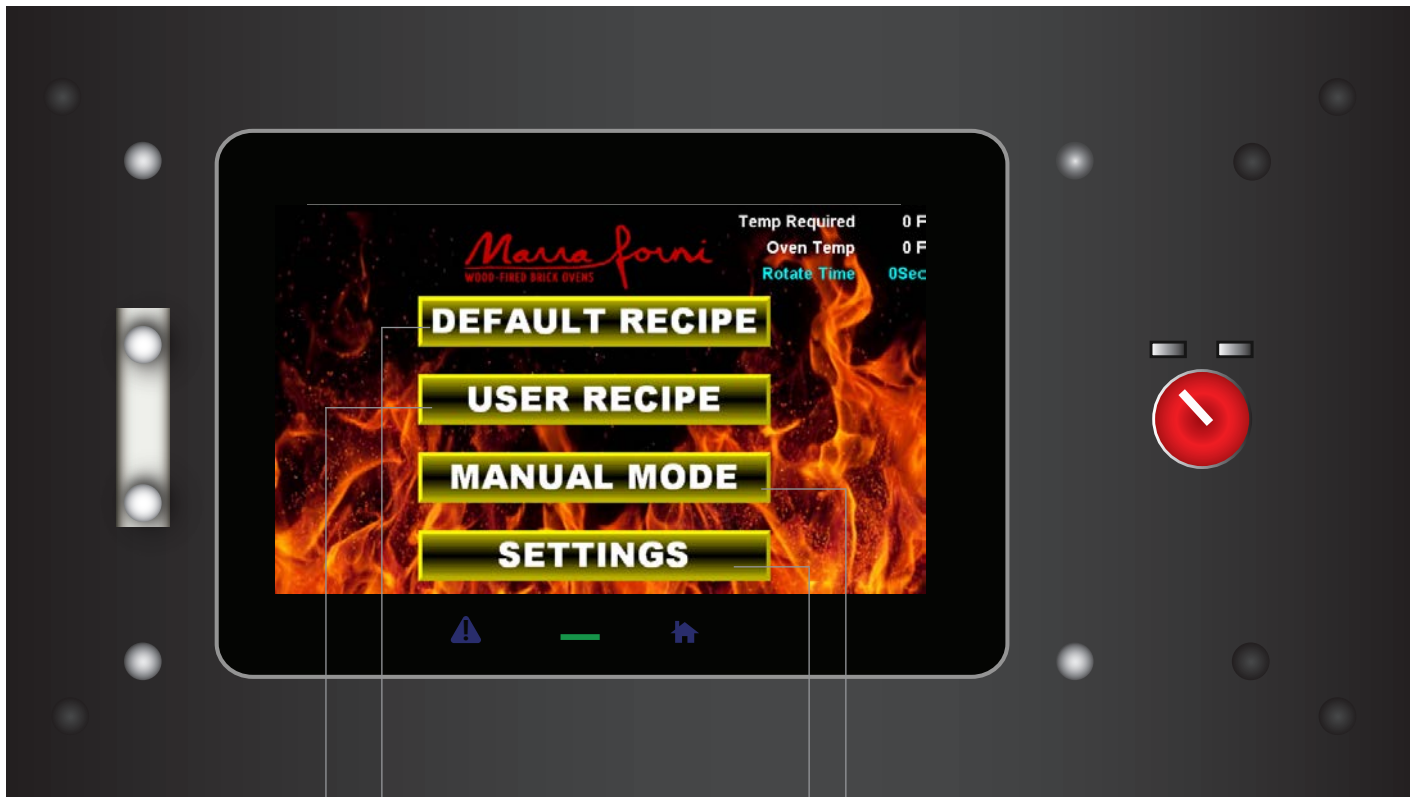 Marra Forni
WOOD-FIRED BRICK OVENS
Temp Required 0 F
Oven Temp 0 F
Rotate Time 0Sec
DEFAULT RECIPE
USER RECIPE
MANUAL MODE
SETTINGS